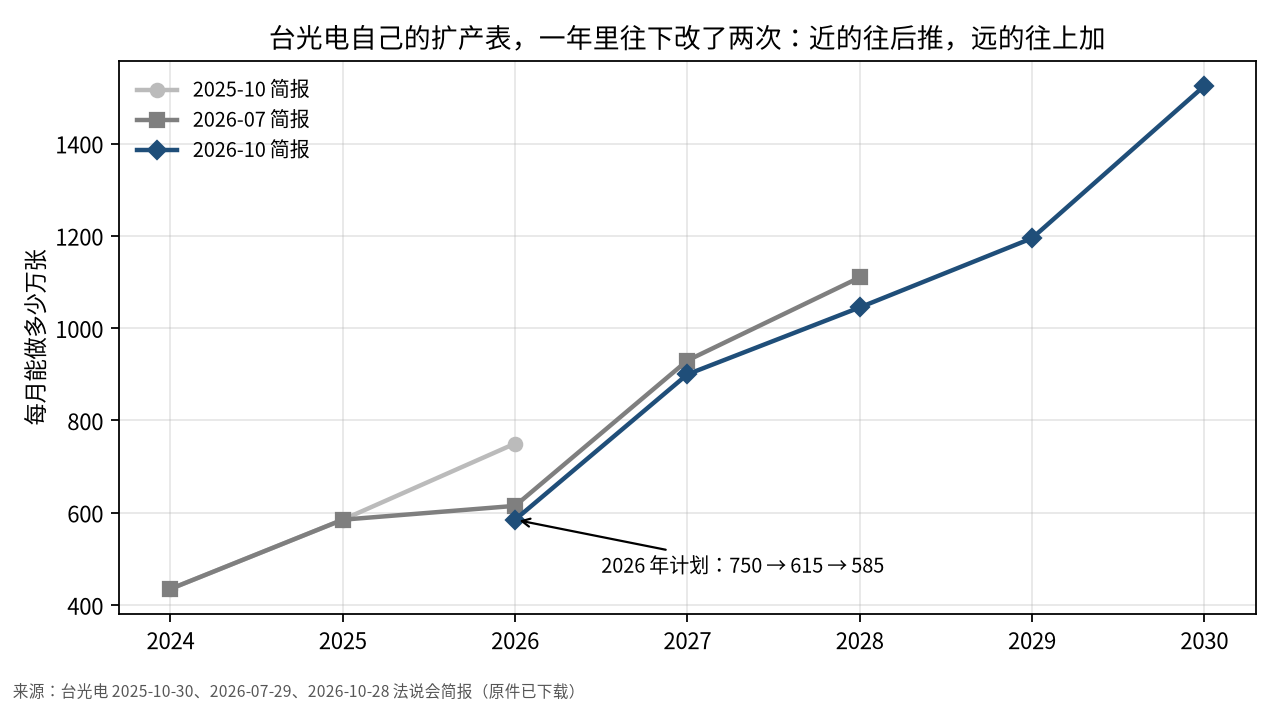 台光电自己的扩产表，一年里往下改了两次：近的往后推，远的往上加
2025-10 简报
2026-07 简报
2026-10 简报
每月能做多少万张
1400
1200
1000
800
600
400
2026 年计划：750 → 615 → 585
2024 2025 2026 2027 2028 2029 2030
来源：台光电 2025-10-30、2026-07-29、2026-10-28 法说会简报（原件已下载）